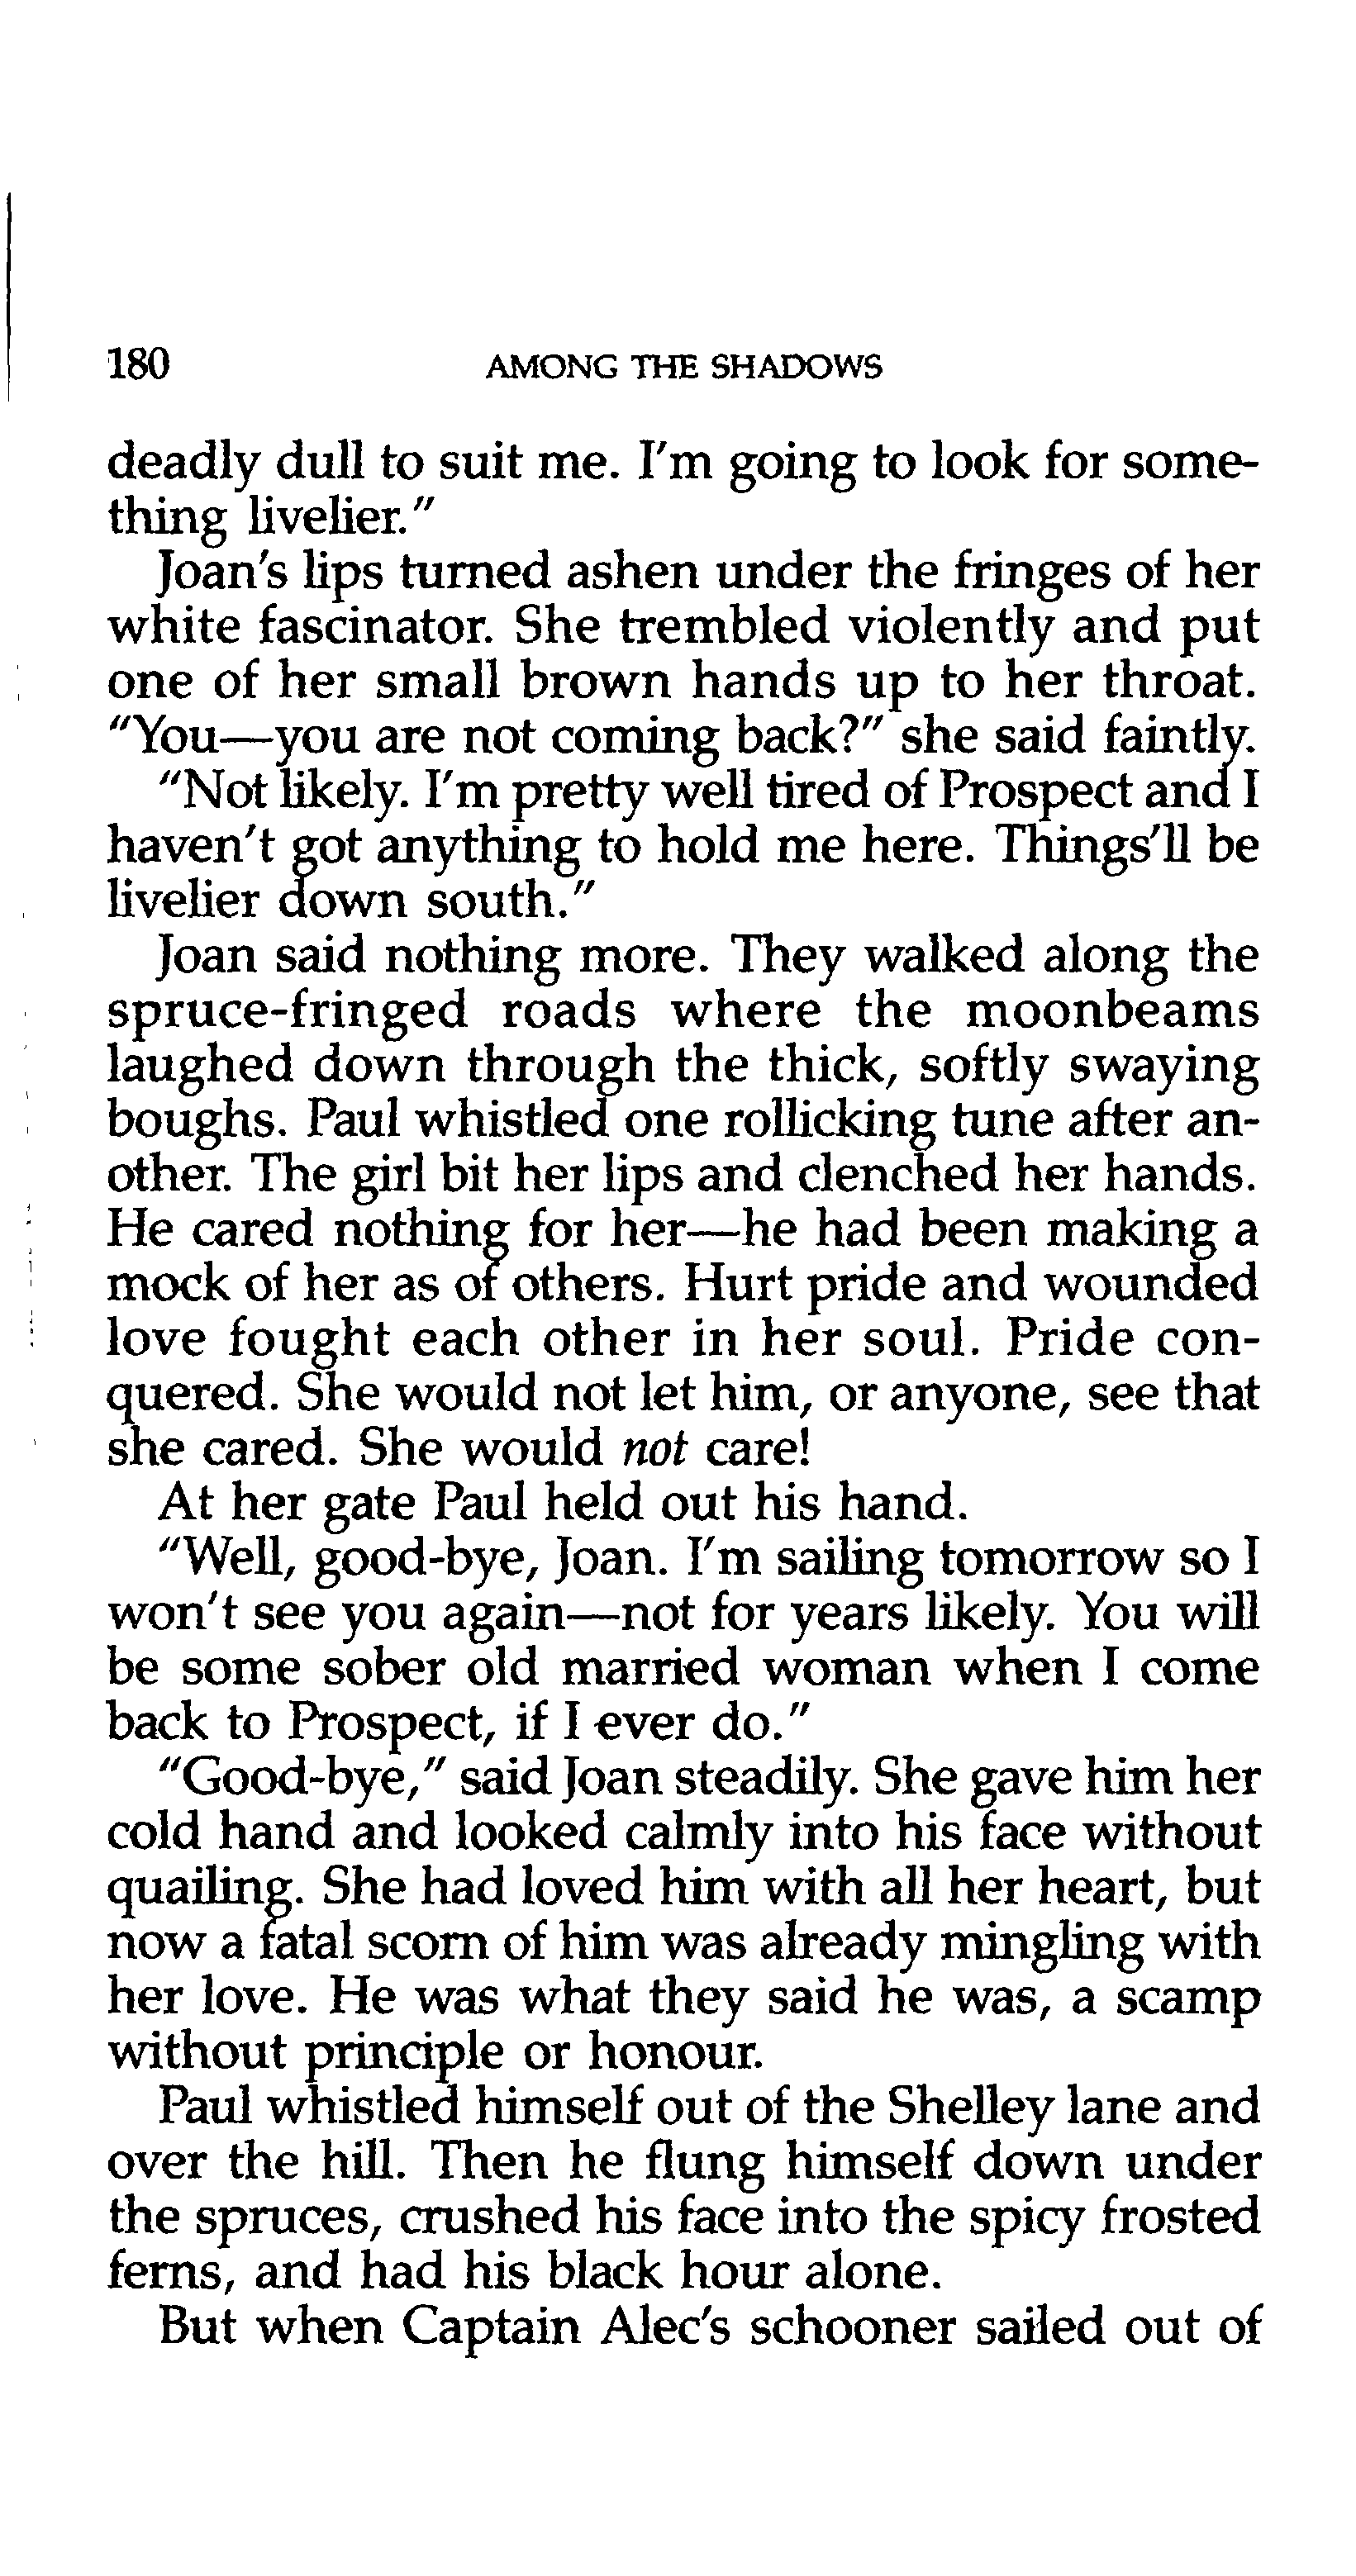 180 AMONG THE SHADOWS
deadly dull to suit me. I'm going to look for some-
thing livelier."
Joan's lips turned ashen under the fringes of her
white fascinator. She trembled violently and put
one of her small brown hands up to her throat.
"You—you are not coming back?" she said faintly.
"Not likely. I'm pretty well tired of Prospect and I
haven't got anything to hold me here. Things'll be
livelier down south."
Joan said nothing more. They walked along the
spruce-fringed roads where the moonbeams
laughed down through the thick, softly swaying
boughs. Paul whistled one rollicking tune after an-
other. The girl bit her lips and clenched her hands.
He cared nothing for her—he had been making a
mock of her as of others. Hurt pride and wounded
love fought each other in her soul. Pride con-
quered. She would not let him, or anyone, see that
she cared. She would not care!
At her gate Paul held out his hand.
"Well, good-bye, Joan. I'm sailing tomorrow so I
won't see you again—not for years likely. You will
be some sober old married woman when I come
back to Prospect, if I ever do."
"Good-bye," said Joan steadily. She gave him her
cold hand and looked calmly into his face without
quailing. She had loved him with all her heart, but
now a fatal scorn of him was already mingling with
her love. He was what they said he was, a scamp
without principle or honour.
Paul whistled himself out of the Shelley lane and
over the hill. Then he flung himself down under
the spruces, crushed his face into the spicy frosted
ferns, and had his black hour alone.
But when Captain Alec's schooner sailed out of